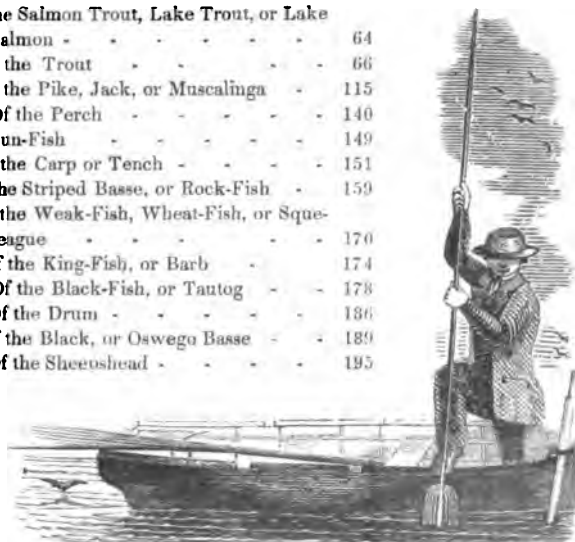 he Salmon Trout, Lake Trout, or Lake
almon - - - - - - 64
the Trout - - - - - 66
the Pike, Jack, or Muscalinga - 115
Of the Perch - - - - - 140
un-Fish - - - - - 149
the Carp or Tench - - - - 151
he Striped Basse, or Rock-Fish - 159
the Weak-Fish, Wheat-Fish, or Sque-
eague - - - - - 170
f the King-Fish, or Barb - 174
Of the Black-Fish, or Tautog - - 178
Of the Drum - - - - - 186
f the Black, or Oswego Basse - - 189
Of the Sheepshead - - - - 195